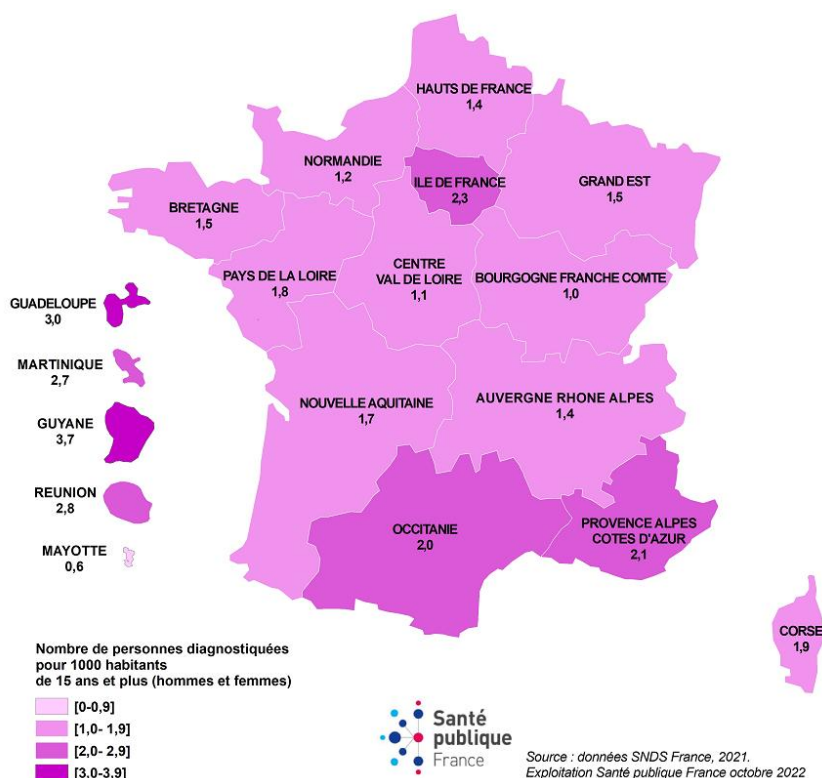 HAUTS DE FRANCE
1,4
NORMANDIE
1,2
ILE DE FRANCE
2,3
GRAND EST
1,5
BRETAGNE
1,5
PAYS DE LA LOIRE
1,8
CENTRE
VAL DE LOIRE
1,1
BOURGOGNE FRANCHE COMTE
1,0
GUADELOUPE
3,0
MARTINIQUE
2,7
GUYANE
3,7
REUNION
2,8
MAYOTTE
0,6
NOUVELLE AQUITAINE
1,7
AUVERGNE RHONE ALPES
1,4
OCCITANIE
2,0
PROVENCE ALPES
COTES D'AZUR
2,1
CORSE
1,9
Nombre de personnes diagnostiquées
pour 1000 habitants
de 15 ans et plus (hommes et femmes)
[0-0,9]
[1,0- 1,9]
[2,0- 2,9]
[3,0-3,9]
Santé
publique
France
Source : données SNDS France, 2021.
Exploitation Santé publique France octobre 2022